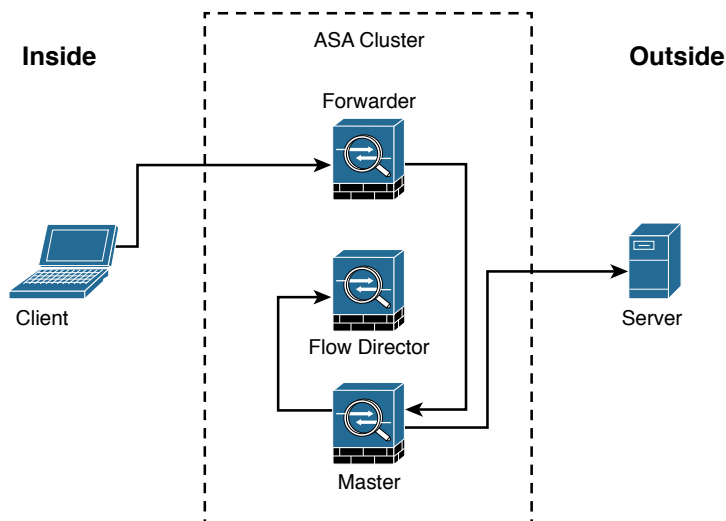 ASA Cluster
Inside
Outside
Forwarder
Client
Flow Director
Server
Master